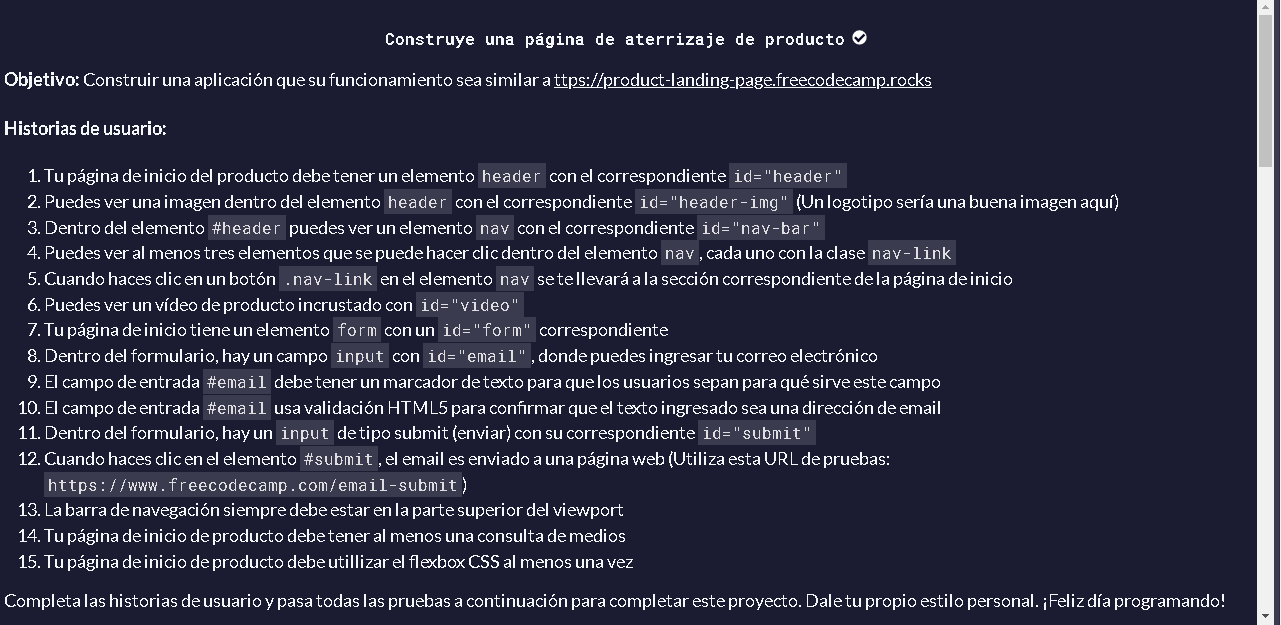 Construye una página de aterrizaje de producto
Objetivo: Construir una aplicación que su funcionamiento sea similar a ttps://product-landing-page.freecodecamp.rocks
Historias de usuario:
1. Tu página de inicio del producto debe tener un elemento header con el correspondiente id="header"
2. Puedes ver una imagen dentro del elemento header con el correspondiente id="header-img" (Un logotipo sería una buena imagen aquí)
3. Dentro del elemento #header puedes ver un elemento nav con el correspondiente id="nav-bar"
4. Puedes ver al menos tres elementos que se puede hacer clic dentro del elemento nav, cada uno con la clase nav-link
5. Cuando haces clic en un botón .nav-link en el elemento nav se te llevará a la sección correspondiente de la página de inicio
6. Puedes ver un vídeo de producto incrustado con id="video"
7. Tu página de inicio tiene un elemento form con un id="form" correspondiente
8. Dentro del formulario, hay un campo input con id="email", donde puedes ingresar tu correo electrónico
9. El campo de entrada #email debe tener un marcador de texto para que los usuarios sepan para qué sirve este campo
10. El campo de entrada #email usa validación HTML5 para confirmar que el texto ingresado sea una dirección de email
11. Dentro del formulario, hay un input de tipo submit (enviar) con su correspondiente id="submit"
12. Cuando haces clic en el elemento #submit, el email es enviado a una página web (Utiliza esta URL de pruebas:
https://www.freecodecamp.com/email-submit)
13. La barra de navegación siempre debe estar en la parte superior del viewport
14. Tu página de inicio de producto debe tener al menos una consulta de medios
15. Tu página de inicio de producto debe utillizar el flexbox CSS al menos una vez
Completa las historias de usuario y pasa todas las pruebas a continuación para completar este proyecto. Dale tu propio estilo personal. ¡Feliz día programando!